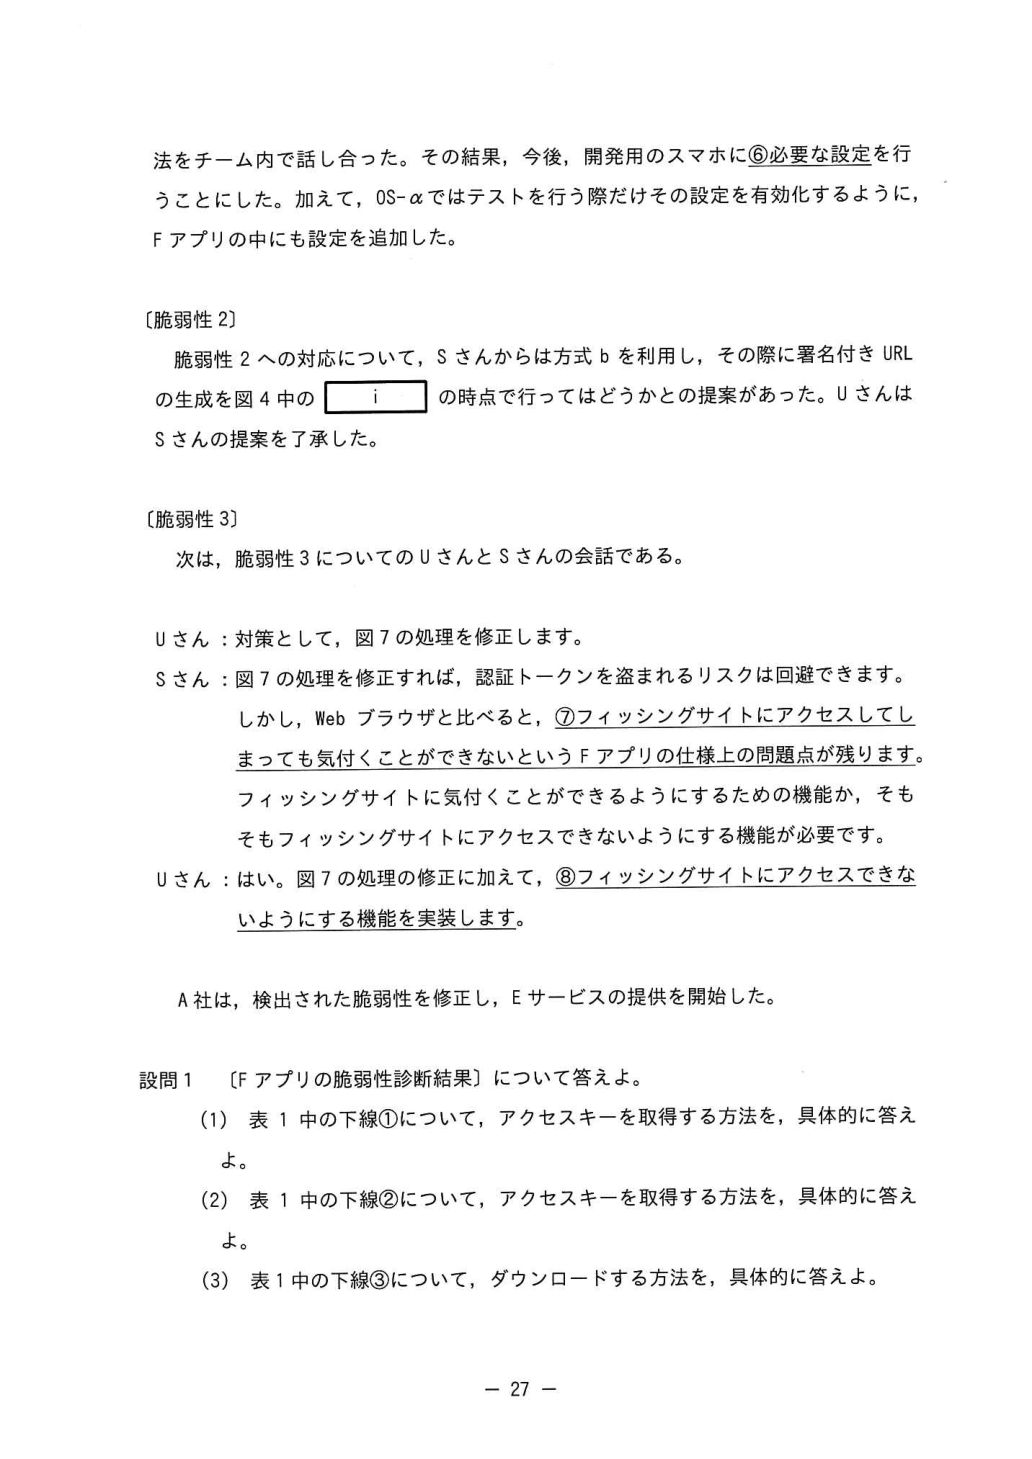 法をチーム内で話し合った。その結果，今後，開発用のスマホに⑥必要な設定を行
うことにした。加えて，OS-αではテストを行う際だけその設定を有効化するように，
F アプリの中にも設定を追加した。
〔脆弱性 2〕
脆弱性 2 への対応について，S さんからは方式 b を利用し，その際に署名付き URL
の生成を図 4 中の i の時点で行ってはどうかとの提案があった。U さんは
S さんの提案を了承した。
〔脆弱性 3〕
次は，脆弱性 3 についての U さんと S さんの会話である。
U さん ：対策として，図 7 の処理を修正します。
S さん ：図 7 の処理を修正すれば，認証トークンを盗まれるリスクは回避できます。
しかし，Web ブラウザと比べると，⑦フィッシングサイトにアクセスしてし
まっても気付くことができないという F アプリの仕様上の問題点が残ります。
フィッシングサイトに気付くことができるようにするための機能か，そも
そもフィッシングサイトにアクセスできないようにする機能が必要です。
U さん ：はい。図 7 の処理の修正に加えて，⑧フィッシングサイトにアクセスできな
いようにする機能を実装します。
A 社は，検出された脆弱性を修正し，E サービスの提供を開始した。
設問 1 〔F アプリの脆弱性診断結果〕について答えよ。
(1) 表 1 中の下線①について，アクセスキーを取得する方法を，具体的に答え
よ。
(2) 表 1 中の下線②について，アクセスキーを取得する方法を，具体的に答え
よ。
(3) 表 1 中の下線③について，ダウンロードする方法を，具体的に答えよ。
－ 27 －